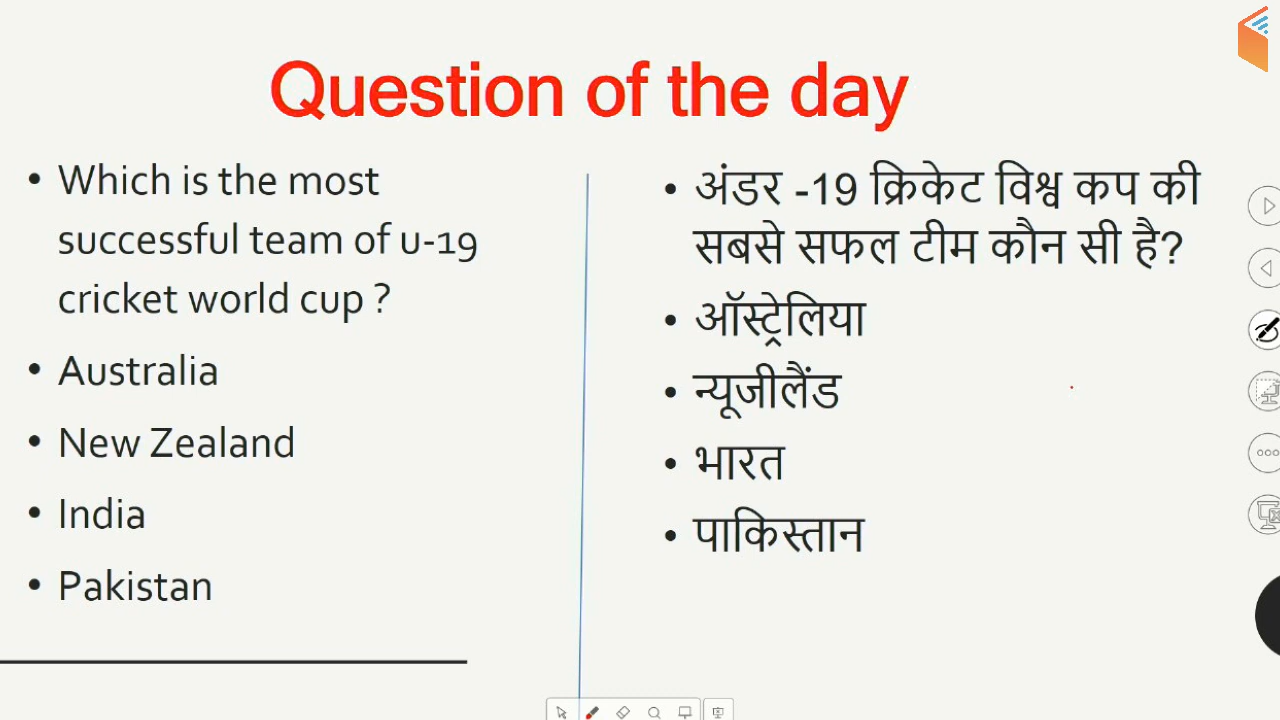 Question of the day
• Which is the most
successful team of u-19
cricket world cup ?
• Australia
• New Zealand
• India
• Pakistan
• अंडर -19 क्रिकेट विश्व कप की
सबसे सफल टीम कौन सी है?
• ऑस्ट्रेलिया
• न्यूजीलैंड
• भारत
• पाकिस्तान